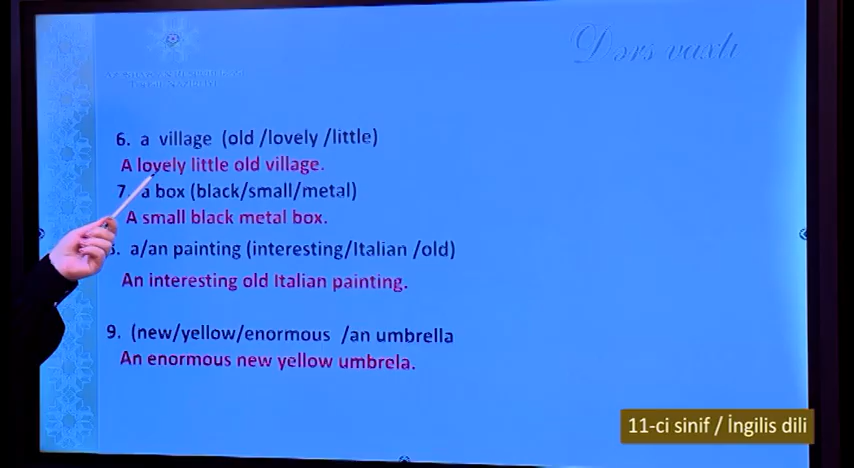 Dərs vaxtı
6. a village (old /lovely /little)
A lovely little old village.
7. a box (black/small/metal)
A small black metal box.
a/an painting (interesting/Italian /old)
An interesting old Italian painting.
9. (new/yellow/enormous /an umbrella
An enormous new yellow umbrela.
11-ci sinif / İngilis dili